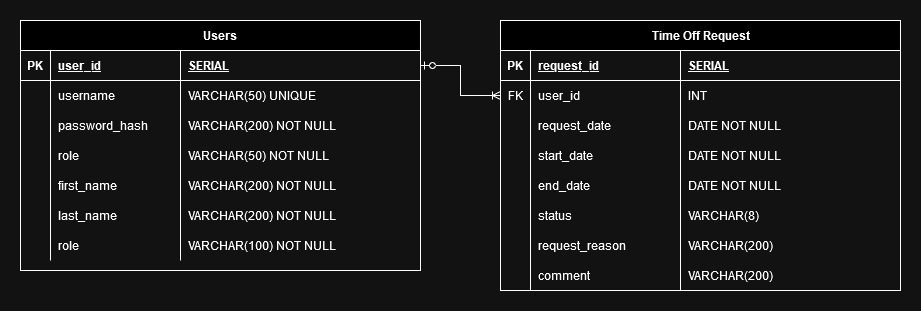 Users
PK user_id SERIAL
username VARCHAR(50) UNIQUE
password_hash VARCHAR(200) NOT NULL
role VARCHAR(50) NOT NULL
first_name VARCHAR(200) NOT NULL
last_name VARCHAR(200) NOT NULL
role VARCHAR(100) NOT NULL
Time Off Request
PK request_id SERIAL
FK user_id INT
request_date DATE NOT NULL
start_date DATE NOT NULL
end_date DATE NOT NULL
status VARCHAR(8)
request_reason VARCHAR(200)
comment VARCHAR(200)